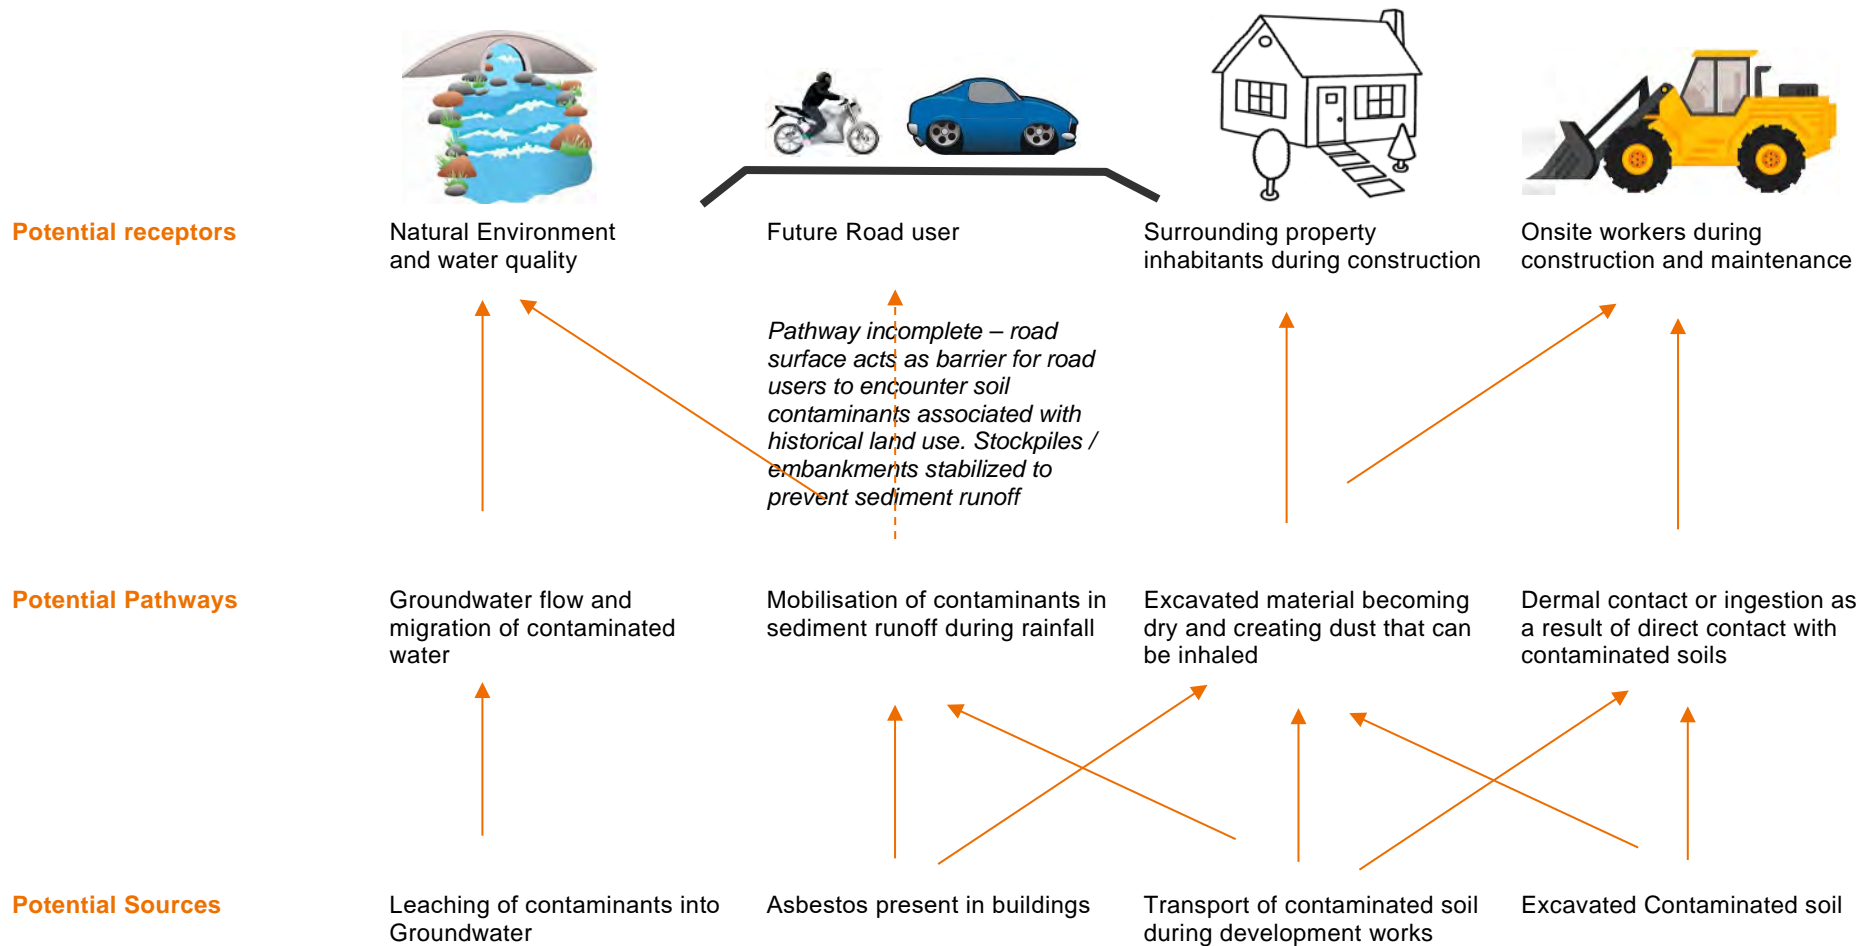 Potential receptors
Natural Environment
and water quality
Future Road user
Surrounding property
inhabitants during construction
Onsite workers during
construction and maintenance
Pathway incomplete – road
surface acts as barrier for road
users to encounter soil
contaminants associated with
historical land use. Stockpiles /
embankments stabilized to
prevent sediment runoff
Potential Pathways
Groundwater flow and
migration of contaminated
water
Mobilisation of contaminants in
sediment runoff during rainfall
Excavated material becoming
dry and creating dust that can
be inhaled
Dermal contact or ingestion as
a result of direct contact with
contaminated soils
Potential Sources
Leaching of contaminants into
Groundwater
Asbestos present in buildings
Transport of contaminated soil
during development works
Excavated Contaminated soil